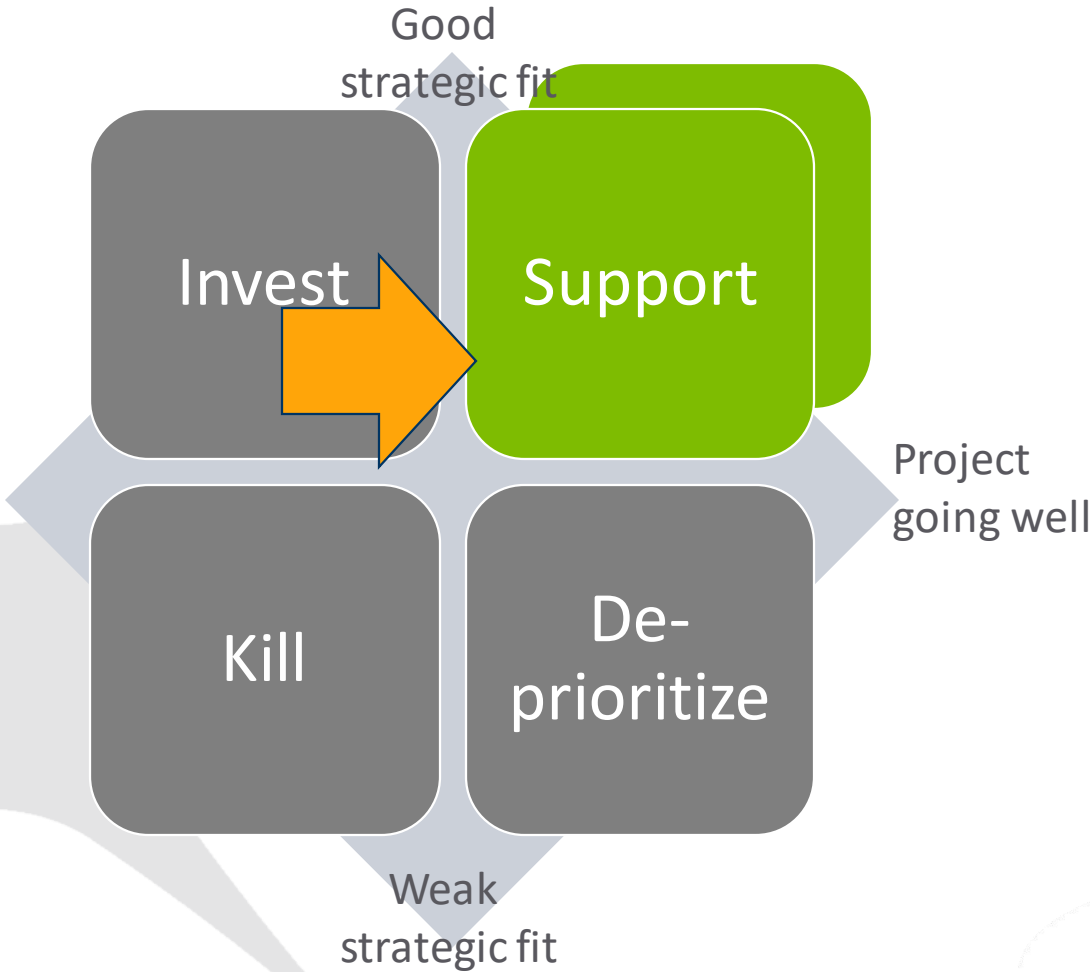 Good
strategic fit
Invest
Support
Project
going well
Kill
De-
prioritize
Weak
strategic fit